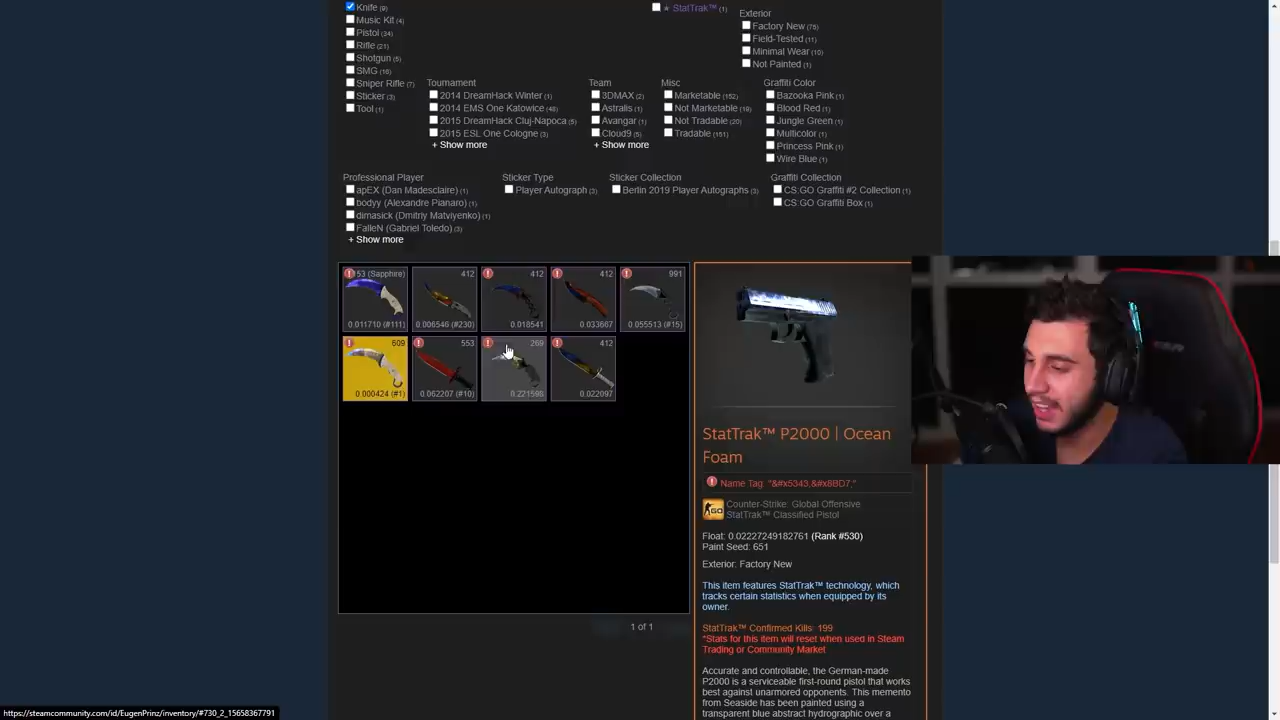 Knife (9)
Music Kit (4)
Pistol (34)
Rifle (21)
Shotgun (5)
SMG (16)
Sniper Rifle (7)
Sticker (3)
Tool (1)
★ StatTrak™ (1)
Exterior
Factory New (75)
Field-Tested (11)
Minimal Wear (10)
Not Painted (1)
Tournament
2014 DreamHack Winter (1)
2014 EMS One Katowice (48)
2015 DreamHack Cluj-Napoca (5)
2015 ESL One Cologne (3)
+ Show more
Team
3DMAX (2)
Astralis (1)
Avangar (1)
Cloud9 (5)
+ Show more
Misc
Marketable (152)
Not Marketable (19)
Not Tradable (20)
Tradable (151)
Graffiti Color
Bazooka Pink (1)
Blood Red (1)
Jungle Green (1)
Multicolor (1)
Princess Pink (1)
Wire Blue (1)
Professional Player
apEX (Dan Madesclaire) (1)
bodyy (Alexandre Pianaro) (1)
dimasick (Dmitriy Matviyenko) (1)
FalleN (Gabriel Toledo) (3)
+ Show more
Sticker Type
Player Autograph (3)
Sticker Collection
Berlin 2019 Player Autographs (3)
Graffiti Collection
CS:GO Graffiti #2 Collection (1)
CS:GO Graffiti Box (1)
53 (Sapphire)
0.011710 (#111)
412
0.006546 (#230)
412
0.018541
412
0.033667
991
0.055513 (#15)
609
0.000424 (#1)
553
0.062207 (#10)
269
0.221598
412
0.022097
1 of 1
StatTrak™ P2000 | Ocean
Foam
Name Tag: "&#x5343,&#x8BD7,"
Counter-Strike: Global Offensive
StatTrak™ Classified Pistol
Float: 0.02227249182761 (Rank #530)
Paint Seed: 651
Exterior: Factory New
This item features StatTrak™ technology, which
tracks certain statistics when equipped by its
owner.
StatTrak™ Confirmed Kills: 199
*Stats for this item will reset when used in Steam
Trading or Community Market
Accurate and controllable, the German-made
P2000 is a serviceable first-round pistol that works
best against unarmored opponents. This memento
from Seaside has been painted using a
transparent blue abstract hydrographic over a
https://steamcommunity.com/id/EugenPrinz/inventory/#730_2_15658367791